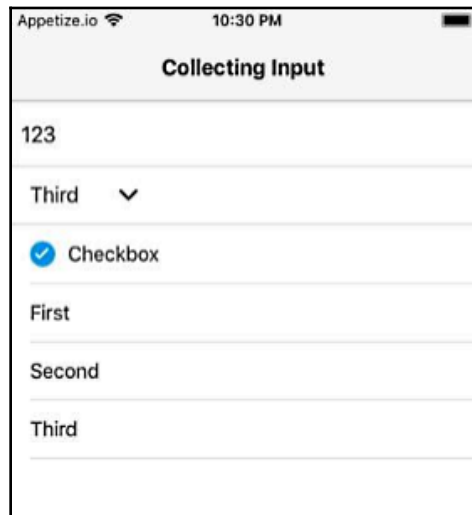 Appetize.io 10:30 PM
Collecting Input
123
Third
Checkbox
First
Second
Third